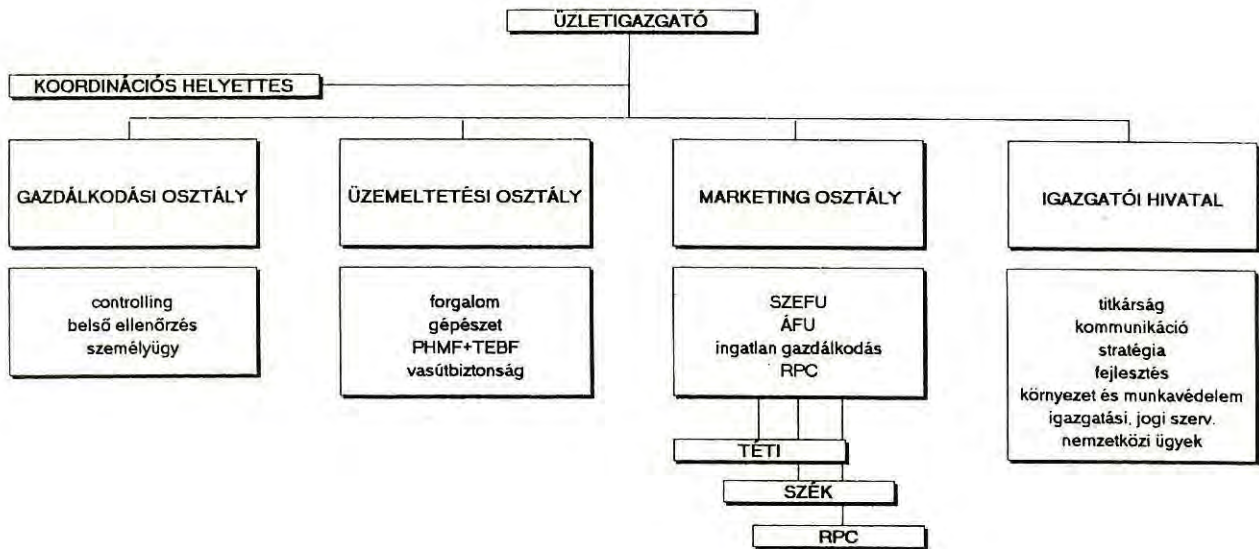 ÜZLETIGAZGATÓ
KOORDINÁCIÓS HELYETTES
GAZDÁLKODÁSI OSZTÁLY
ÜZEMELTETÉSI OSZTÁLY
MARKETING OSZTÁLY
IGAZGATÓI HIVATAL
controlling
belső ellenőrzés
személyügy
forgalom
gépészet
PHMF+TEBF
vasútbiztonság
SZEFU
ÁFU
ingatlan gazdálkodás
RPC
titkárság
kommunikáció
stratégia
fejlesztés
környezet és munkavédelem
igazgatási, jogi szerv.
nemzetközi ügyek
TÉTI
SZÉK
RPC